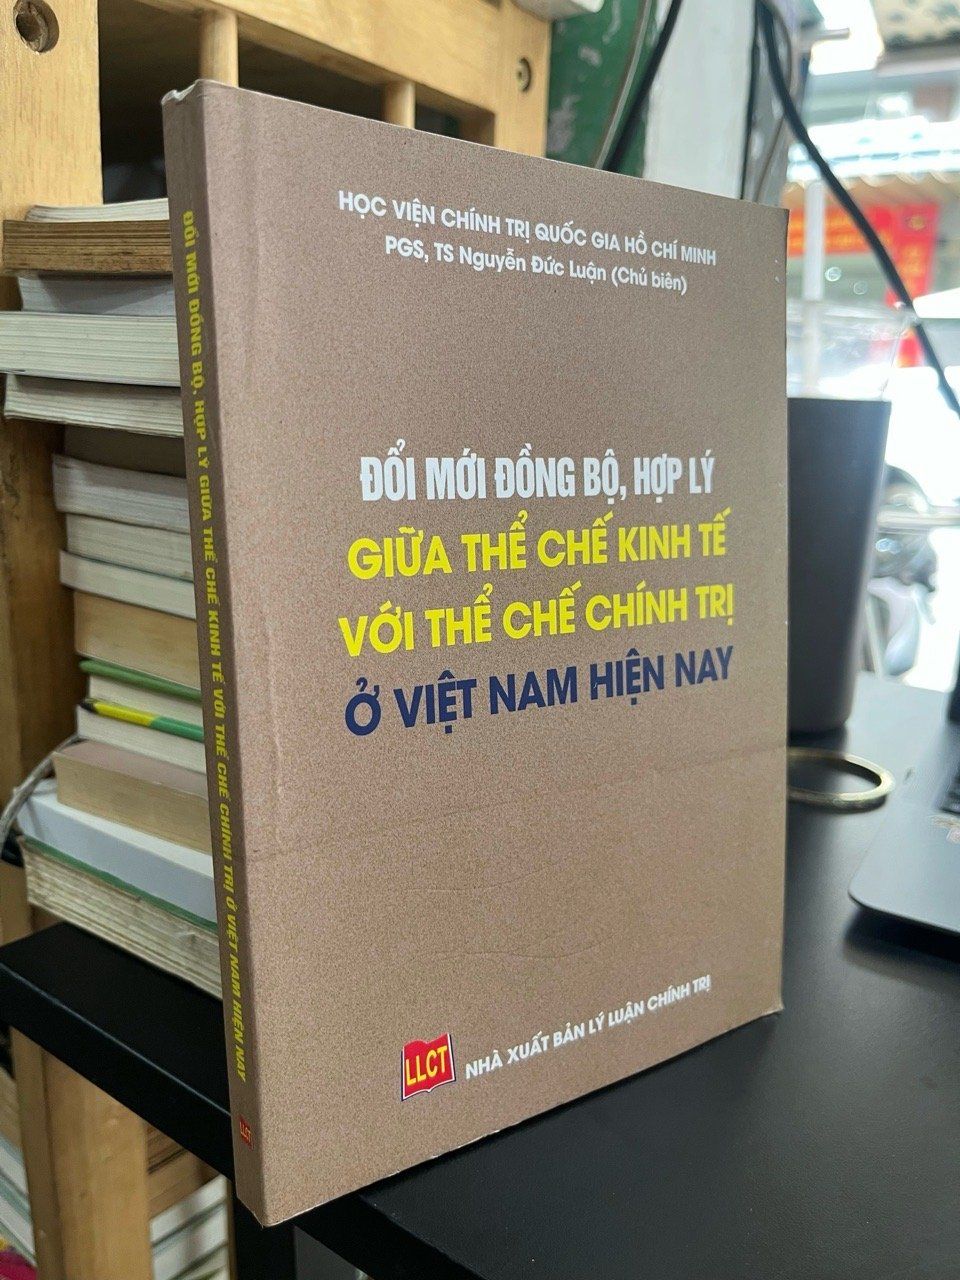 HỌC VIỆN CHÍNH TRỊ QUỐC GIA HỒ CHÍ MINH
PGS, TS Nguyễn Đức Luận (Chủ biên)
ĐỔI MỚI ĐỒNG BỘ, HỢP LÝ
GIỮA THỂ CHẾ KINH TẾ
VỚI THỂ CHẾ CHÍNH TRỊ
Ở VIỆT NAM HIỆN NAY
LLCT
NHÀ XUẤT BẢN LÝ LUẬN CHÍNH TRỊ
ĐỔI MỚI ĐỒNG BỘ, HỢP LÝ GIỮA THỂ CHẾ KINH TẾ VỚI THỂ CHẾ CHÍNH TRỊ Ở VIỆT NAM HIỆN NAY
LLCT